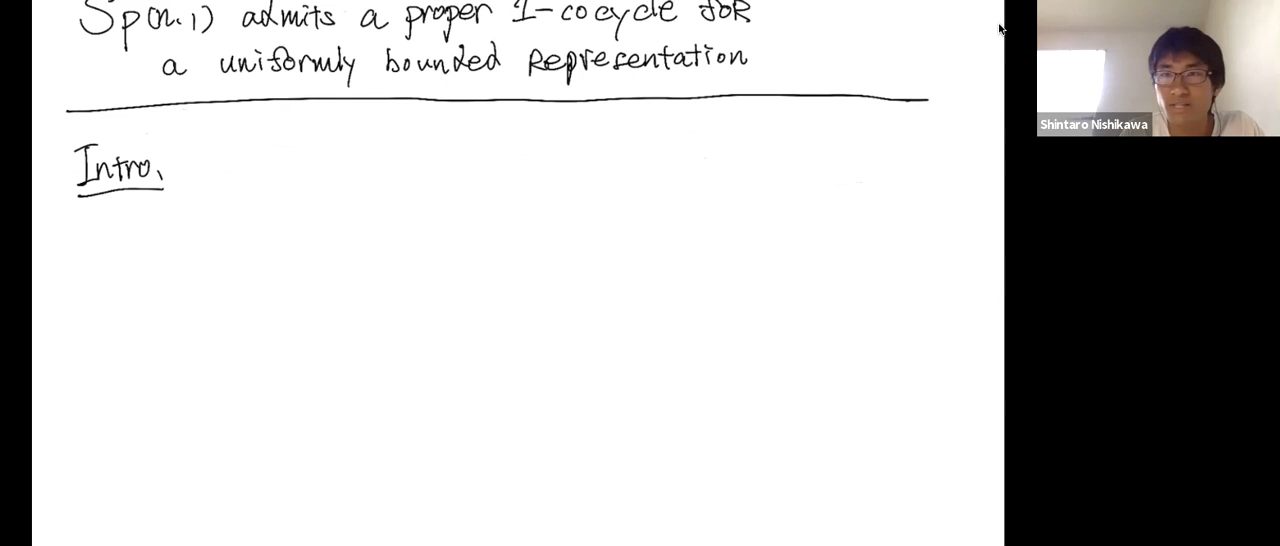 Sp(n,1) admits a proper 1-cocycle for
a uniformly bounded Representation
Shintaro Nishikawa
Intro.